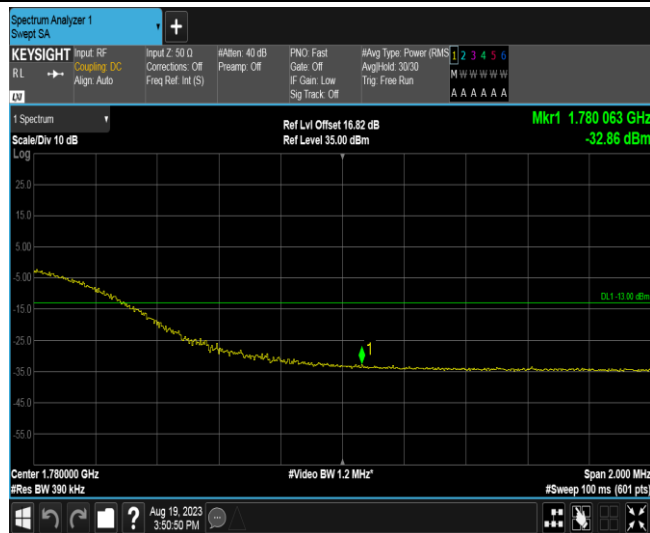 Spectrum Analyzer 1
Swept SA
+
KEYSIGHT
RL
Input: RF
Coupling: DC
Align: Auto
Input Z: 50 Ω
Corrections: Off
Freq Ref: Int (S)
#Atten: 40 dB
Preamp: Off
PNO: Fast
Gate: Off
IF Gain: Low
Sig Track: Off
#Avg Type: Power (RMS
Avg|Hold: 30/30
Trig: Free Run
1 2 3 4 5 6
M W W W W W
A A A A A A
1 Spectrum
Scale/Div 10 dB
Ref Lvl Offset 16.82 dB
Ref Level 35.00 dBm
Mkr1 1.780 063 GHz
-32.86 dBm
Log
25.0
15.0
5.00
-5.00
DL1 -13.00 dBm
-15.0
-25.0
1
-35.0
-45.0
-55.0
Center 1.780000 GHz
#Video BW 1.2 MHz*
Span 2.000 MHz
#Res BW 390 kHz
#Sweep 100 ms (601 pts)
?
Aug 19, 2023
3:50:50 PM